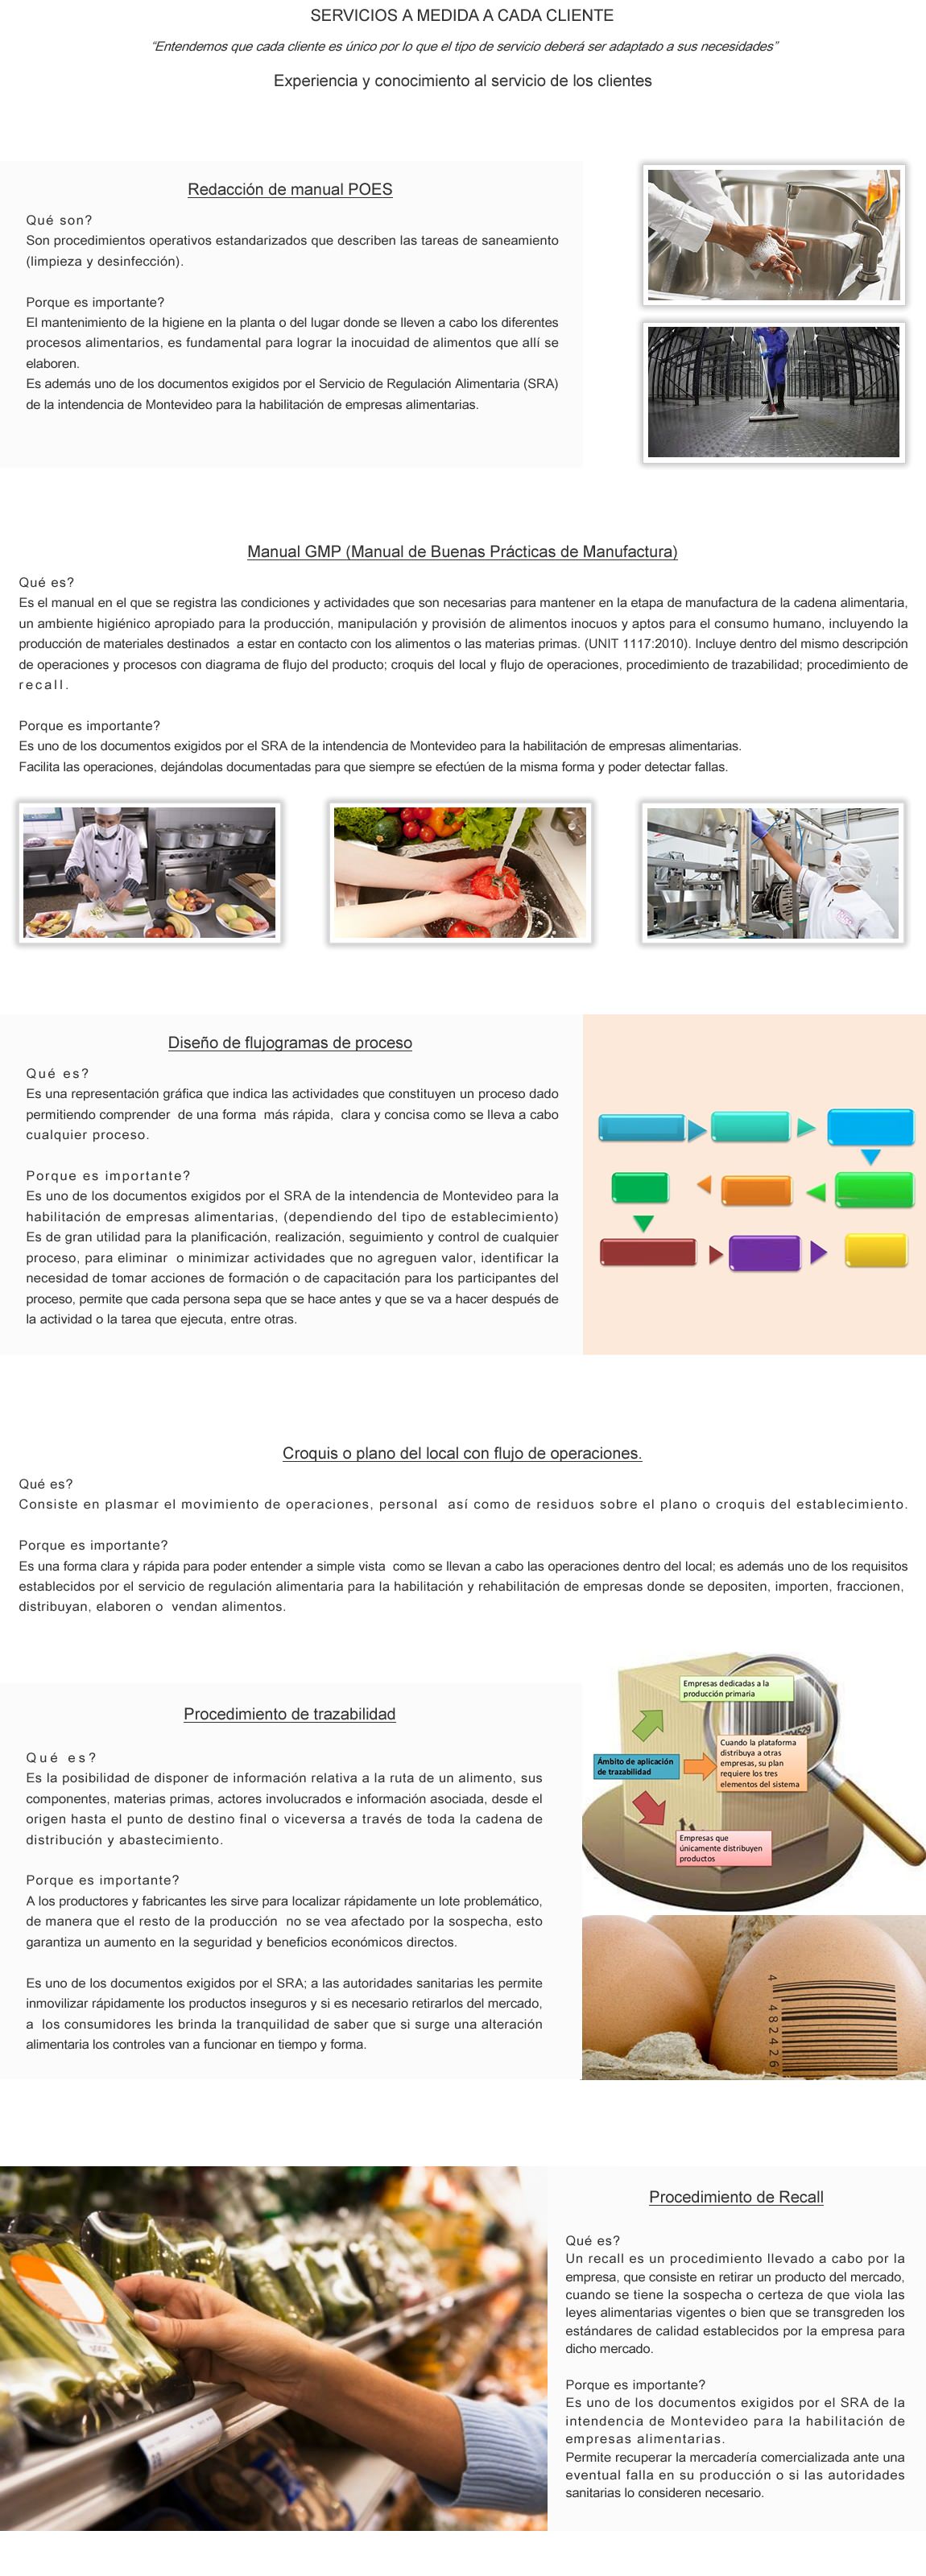 SERVICIOS A MEDIDA A CADA CLIENTE
“Entendemos que cada cliente es único por lo que el tipo de servicio deberá ser adaptado a sus necesidades”
Experiencia y conocimiento al servicio de los clientes
Redacción de manual POES
Qué son?
Son procedimientos operativos estandarizados que describen las tareas de saneamiento
(limpieza y desinfección).
Porque es importante?
El mantenimiento de la higiene en la planta o del lugar donde se lleven a cabo los diferentes
procesos alimentarios, es fundamental para lograr la inocuidad de alimentos que allí se
elaboren.
Es además uno de los documentos exigidos por el Servicio de Regulación Alimentaria (SRA)
de la intendencia de Montevideo para la habilitación de empresas alimentarias.
Manual GMP (Manual de Buenas Prácticas de Manufactura)
Qué es?
Es el manual en el que se registra las condiciones y actividades que son necesarias para mantener en la etapa de manufactura de la cadena alimentaria,
un ambiente higiénico apropiado para la producción, manipulación y provisión de alimentos inocuos y aptos para el consumo humano, incluyendo la
producción de materiales destinados a estar en contacto con los alimentos o las materias primas. (UNIT 1117:2010). Incluye dentro del mismo descripción
de operaciones y procesos con diagrama de flujo del producto; croquis del local y flujo de operaciones, procedimiento de trazabilidad; procedimiento de
recall.
Porque es importante?
Es uno de los documentos exigidos por el SRA de la intendencia de Montevideo para la habilitación de empresas alimentarias.
Facilita las operaciones, dejándolas documentadas para que siempre se efectúen de la misma forma y poder detectar fallas.
Diseño de flujogramas de proceso
Qué es?
Es una representación gráfica que indica las actividades que constituyen un proceso dado
permitiendo comprender de una forma más rápida, clara y concisa como se lleva a cabo
cualquier proceso.
Porque es importante?
Es uno de los documentos exigidos por el SRA de la intendencia de Montevideo para la
habilitación de empresas alimentarias, (dependiendo del tipo de establecimiento)
Es de gran utilidad para la planificación, realización, seguimiento y control de cualquier
proceso, para eliminar o minimizar actividades que no agreguen valor, identificar la
necesidad de tomar acciones de formación o de capacitación para los participantes del
proceso, permite que cada persona sepa que se hace antes y que se va a hacer después de
la actividad o la tarea que ejecuta, entre otras.
Croquis o plano del local con flujo de operaciones.
Qué es?
Consiste en plasmar el movimiento de operaciones, personal así como de residuos sobre el plano o croquis del establecimiento.
Porque es importante?
Es una forma clara y rápida para poder entender a simple vista como se llevan a cabo las operaciones dentro del local; es además uno de los requisitos
establecidos por el servicio de regulación alimentaria para la habilitación y rehabilitación de empresas donde se depositen, importen, fraccionen,
distribuyan, elaboren o vendan alimentos.
Procedimiento de trazabilidad
Qué es?
Es la posibilidad de disponer de información relativa a la ruta de un alimento, sus
componentes, materias primas, actores involucrados e información asociada, desde el
origen hasta el punto de destino final o viceversa a través de toda la cadena de
distribución y abastecimiento.
Porque es importante?
A los productores y fabricantes les sirve para localizar rápidamente un lote problemático,
de manera que el resto de la producción no se vea afectado por la sospecha, esto
garantiza un aumento en la seguridad y beneficios económicos directos.
Es uno de los documentos exigidos por el SRA; a las autoridades sanitarias les permite
inmovilizar rápidamente los productos inseguros y si es necesario retirarlos del mercado,
a los consumidores les brinda la tranquilidad de saber que si surge una alteración
alimentaria los controles van a funcionar en tiempo y forma.
Empresas dedicadas a la
producción primaria
Ámbito de aplicación
de trazabilidad
Cuando la plataforma
distribuya a otras
empresas, su plan
requiere los tres
elementos del sistema
Empresas que
únicamente distribuyen
productos
4 482426
Procedimiento de Recall
Qué es?
Un recall es un procedimiento llevado a cabo por la
empresa, que consiste en retirar un producto del mercado,
cuando se tiene la sospecha o certeza de que viola las
leyes alimentarias vigentes o bien que se transgreden los
estándares de calidad establecidos por la empresa para
dicho mercado.
Porque es importante?
Es uno de los documentos exigidos por el SRA de la
intendencia de Montevideo para la habilitación de
empresas alimentarias.
Permite recuperar la mercadería comercializada ante una
eventual falla en su producción o si las autoridades
sanitarias lo consideren necesario.